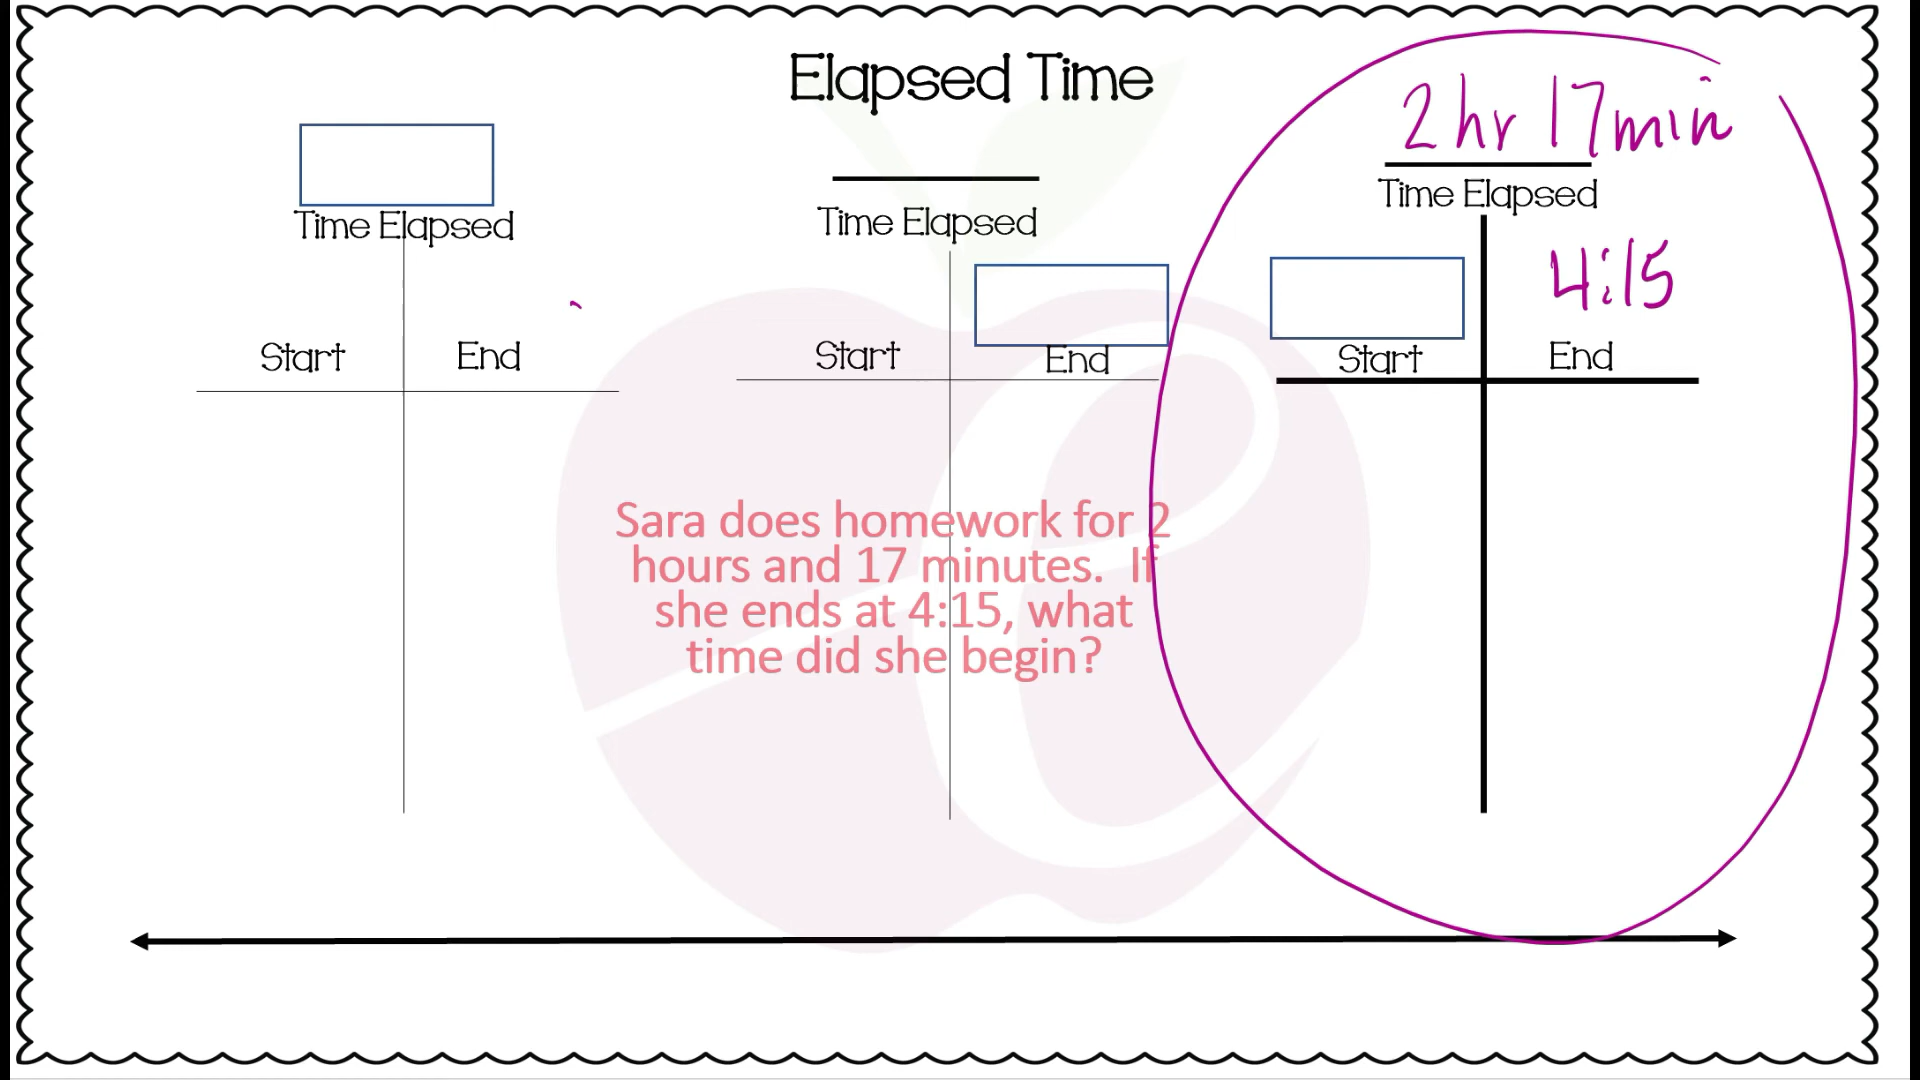 Elapsed Time
Time Elapsed
Start End
Time Elapsed
Start End
2 hr 17 min
Time Elapsed
4:15
Start End
Sara does homework for 2
hours and 17 minutes. If
she ends at 4:15, what
time did she begin?